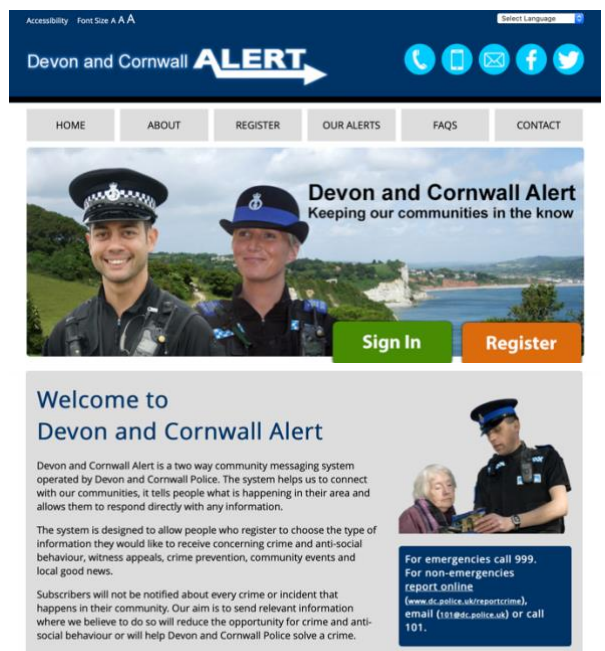 Accessibility Font Size A A A
Select Language
Devon and Cornwall ALERT
HOME ABOUT REGISTER OUR ALERTS FAQS CONTACT
Devon and Cornwall Alert
Keeping our communities in the know
Sign In Register
Welcome to
Devon and Cornwall Alert
Devon and Cornwall Alert is a two way community messaging system
operated by Devon and Cornwall Police. The system helps us to connect
with our communities, it tells people what is happening in their area and
allows them to respond directly with any information.
The system is designed to allow people who register to choose the type of
information they would like to receive concerning crime and anti-social
behaviour, witness appeals, crime prevention, community events and
local good news.
Subscribers will not be notified about every crime or incident that
happens in their community. Our aim is to send relevant information
where we believe to do so will reduce the opportunity for crime and anti-
social behaviour or will help Devon and Cornwall Police solve a crime.
For emergencies call 999.
For non-emergencies
report online
(www.dc.police.uk/reportcrime),
email (101@dc.police.uk) or call
101.